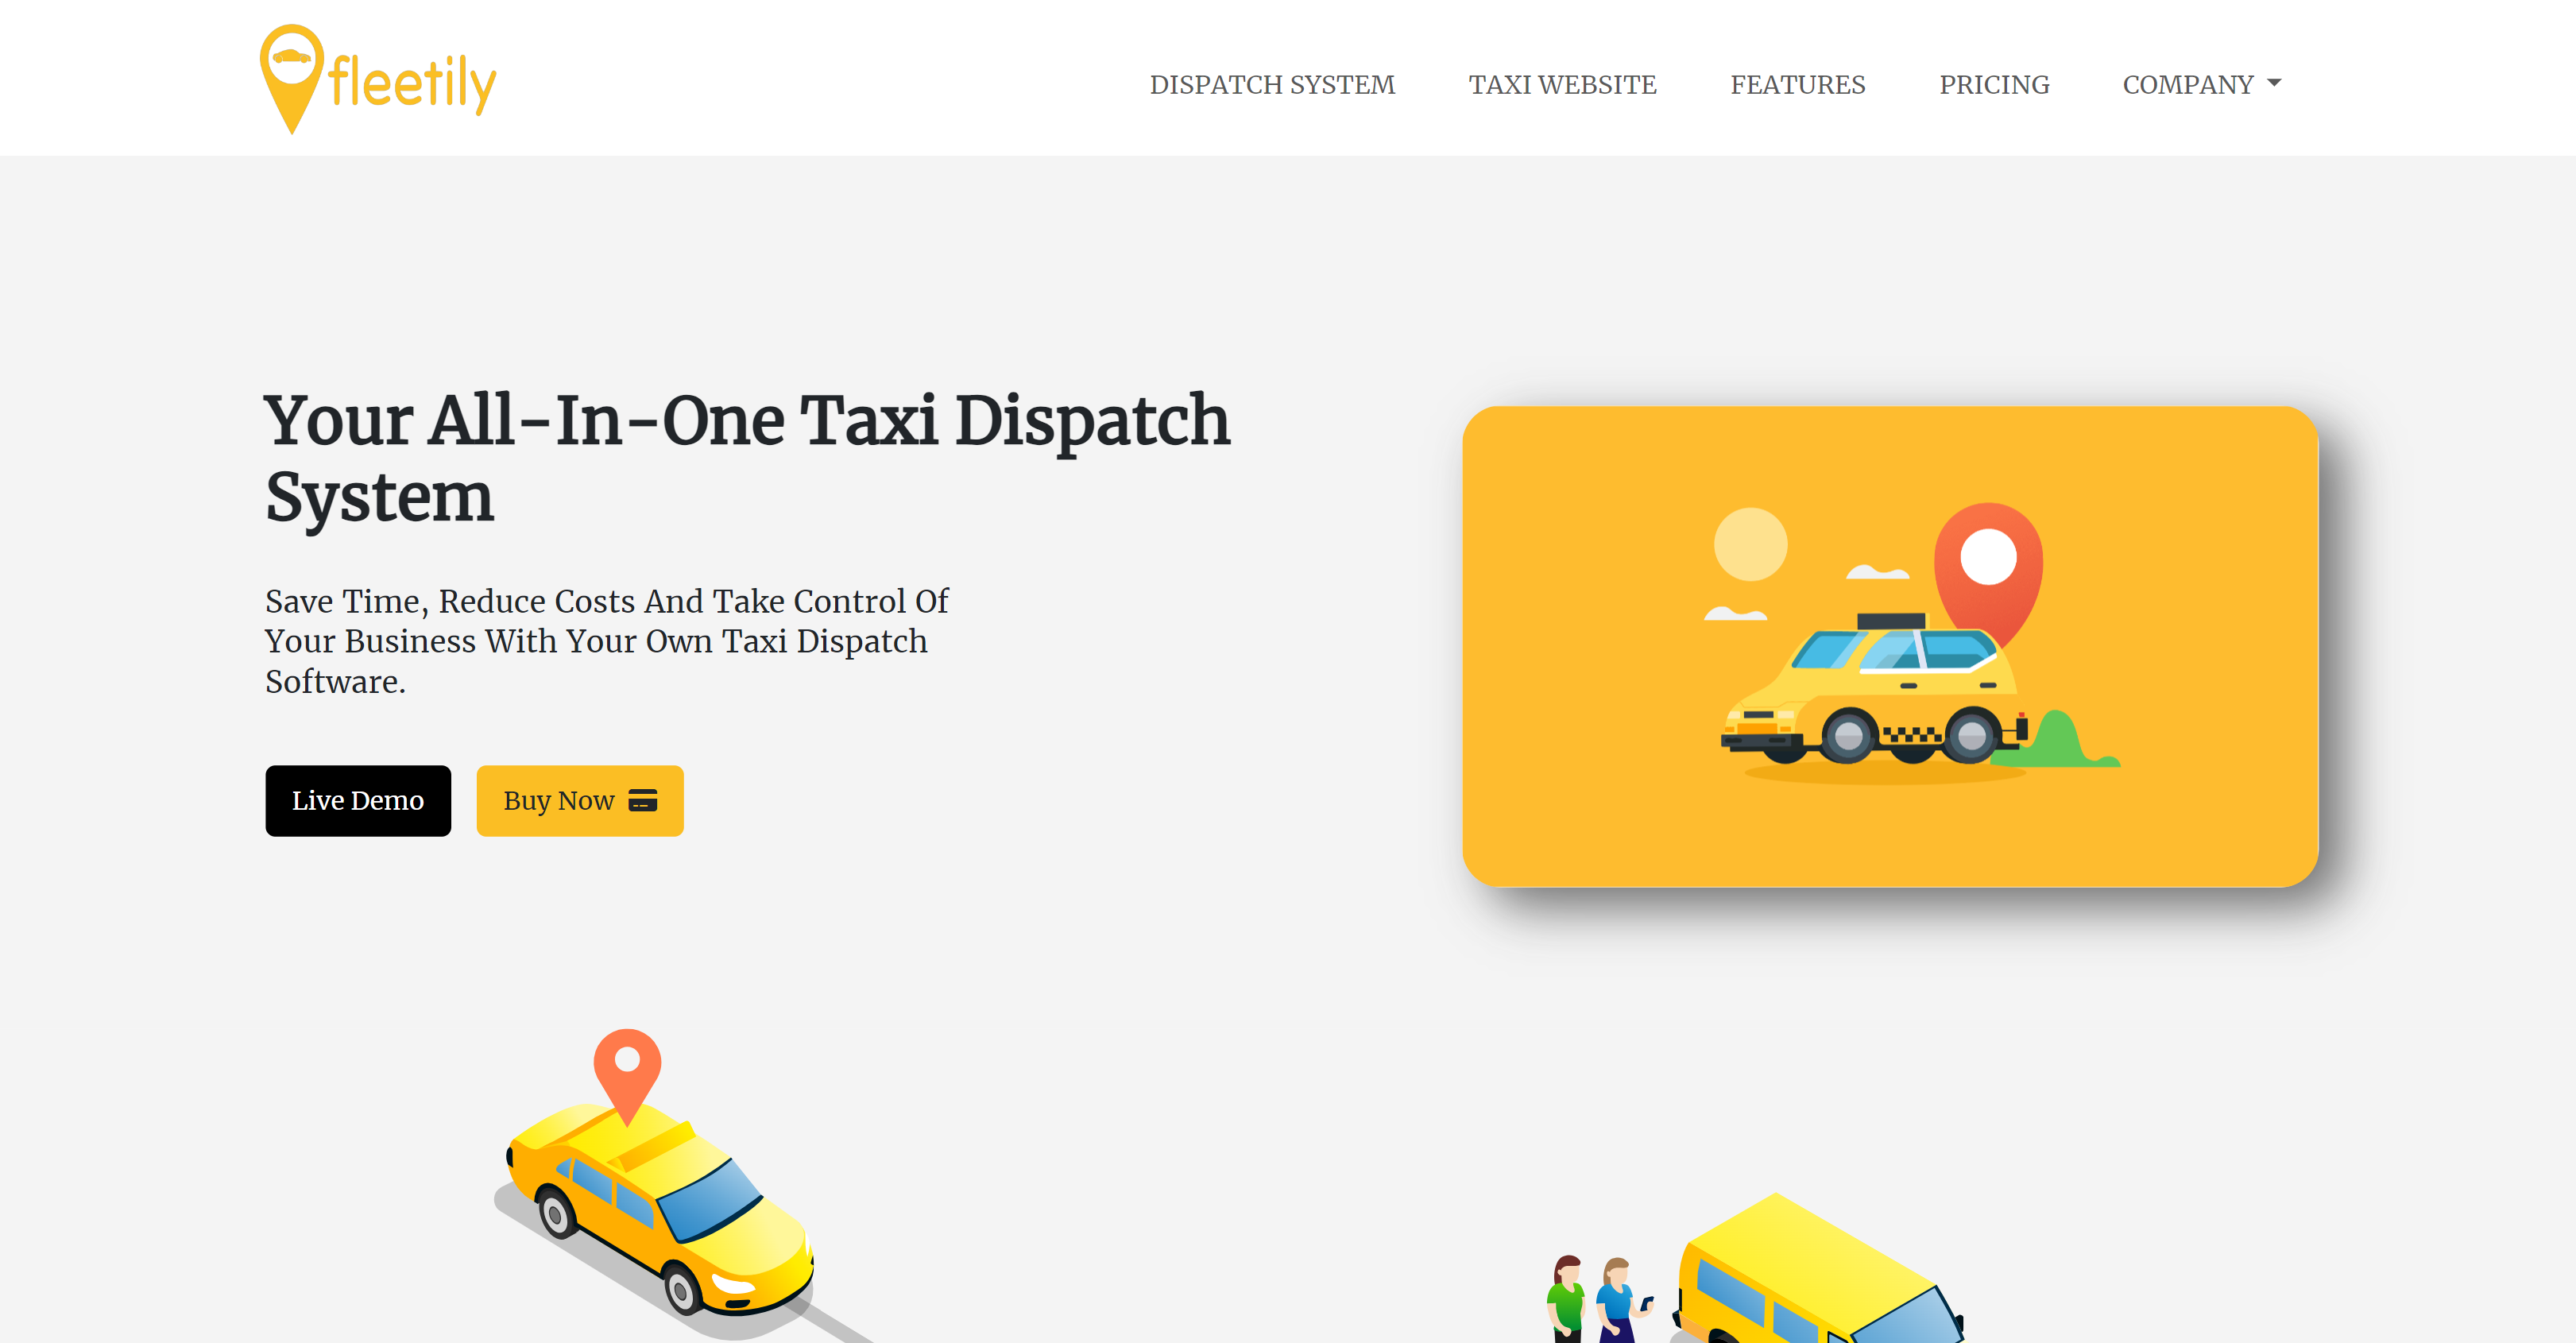 fleetily
DISPATCH SYSTEM TAXI WEBSITE FEATURES PRICING COMPANY
Your All-In-One Taxi Dispatch
System
Save Time, Reduce Costs And Take Control Of
Your Business With Your Own Taxi Dispatch
Software.
Live Demo Buy Now